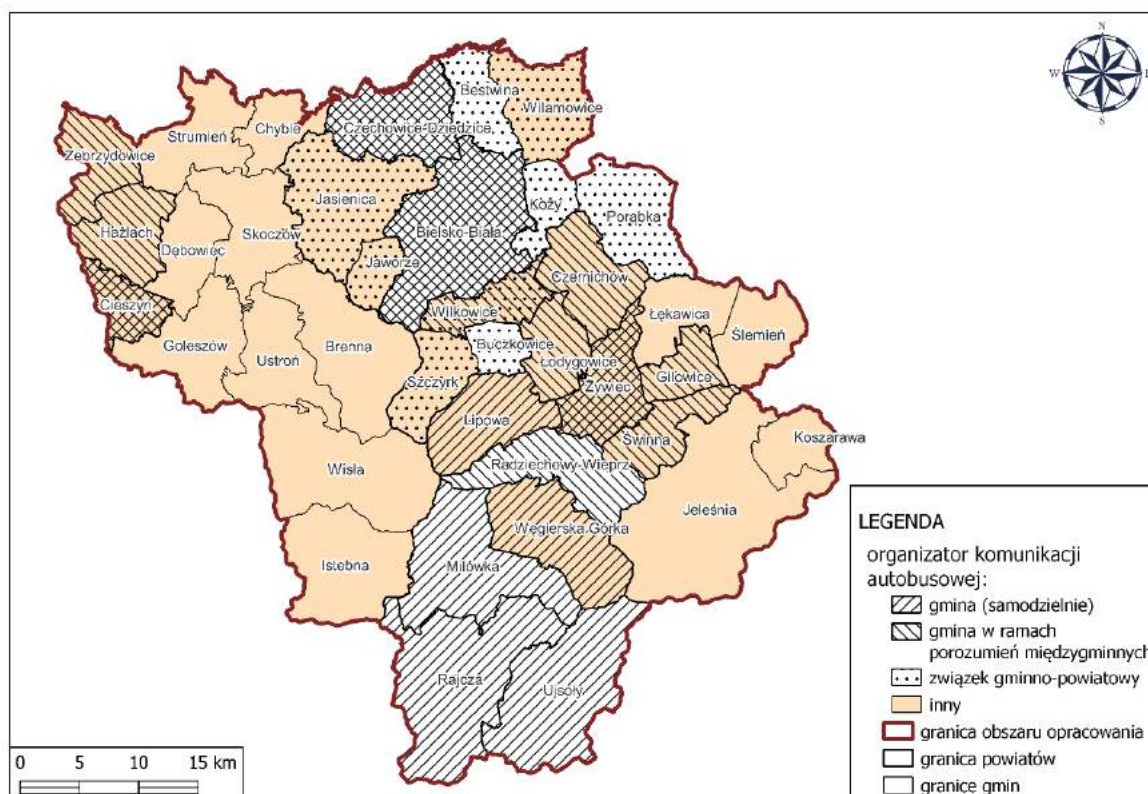 N
W
S
Bestwina
Wilamowice
Czechowice-Dziedzice
Chybie
Strumień
Zebrzydowice
Kozy
Porąbka
Jasienica
Skoczów
Bielsko-Biała
Hażlach
Dębowiec
Jaworze
Czernichów
Cieszyn
Wilkowice
Łękawica
Ślemień
Goleszów
Ustroń
Brenna
Buczkowice
Łodygowice
Szczyrk
Żywiec
Gilowice
Lipowa
Świnna
Koszarawa
Wisła
Radziechowy-Wieprz
Jeleśnia
Węgierska Górka
Istebna
Milówka
Rajcza
Ujsoły
LEGENDA
organizator komunikacji
autobusowej:
gmina (samodzielnie)
gmina w ramach
porozumień międzygminnych
związek gminno-powiatowy
inny
granica obszaru opracowania
granica powiatów
granice gmin
0 5 10 15 km